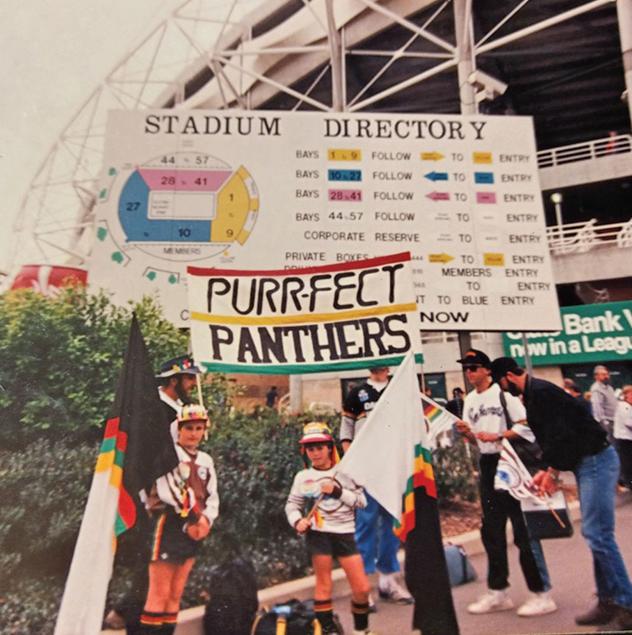 STADIUM DIRECTORY
44 to 57
28 to 41
27
10
1
9
MEMBERS
BAYS 1 to 9 FOLLOW TO ENTRY
BAYS 10 to 27 FOLLOW TO ENTRY
BAYS 28 to 41 FOLLOW TO ENTRY
BAYS 44 to 57 FOLLOW TO ENTRY
CORPORATE RESERVE TO ENTRY
PRIVATE BOXES TO ENTRY
MEMBERS ENTRY
TO ENTRY
TO BLUE ENTRY
NOW
PURR-FECT
PANTHERS
Bank
now in a Leag